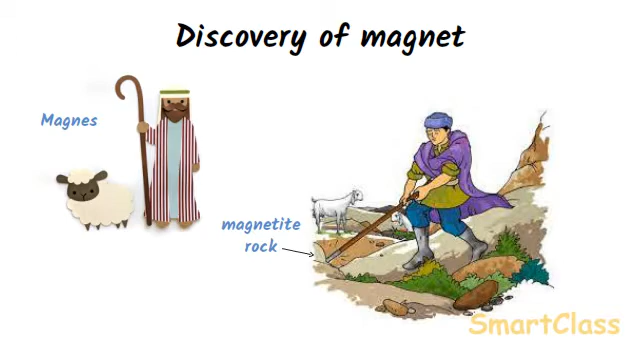 Discovery of magnet
Magnes
magnetite
rock
SmartClass